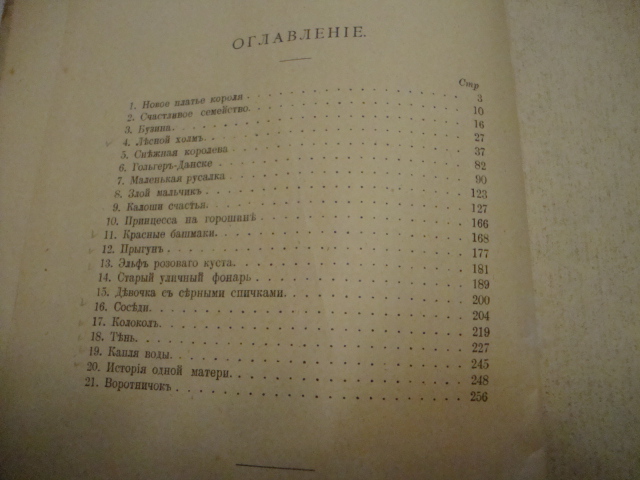 ОГЛАВЛЕНІЕ.
Стр
1. Новое платье короля 3
2. Счастливое семейство. 10
3. Бузина. 16
4. Лѣсной холмъ. 27
5. Снѣжная королева 37
6. Гольгеръ-Данске 82
7. Маленькая русалка 90
8. Злой мальчикъ 123
9. Калоши счастья. 127
10. Принцесса на горошинѣ 166
11. Красные башмаки. 168
12. Прыгунъ 177
13. Эльфъ розоваго куста. 181
14. Старый уличный фонарь 189
15. Дѣвочка съ сѣрными спичками. 200
16. Сосѣди. 204
17. Колоколъ. 219
18. Тѣнь. 227
19. Капля воды. 245
20. Исторія одной матери. 248
21. Воротничокъ 256